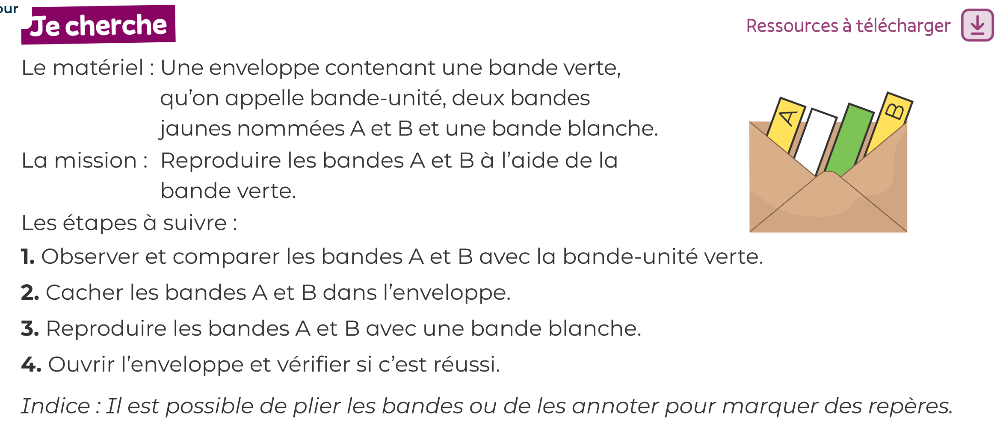 Je cherche
Ressources à télécharger
Le matériel : Une enveloppe contenant une bande verte,
qu’on appelle bande-unité, deux bandes
jaunes nommées A et B et une bande blanche.
La mission : Reproduire les bandes A et B à l’aide de la
bande verte.
A
B
Les étapes à suivre :
1. Observer et comparer les bandes A et B avec la bande-unité verte.
2. Cacher les bandes A et B dans l’enveloppe.
3. Reproduire les bandes A et B avec une bande blanche.
4. Ouvrir l’enveloppe et vérifier si c’est réussi.
Indice : Il est possible de plier les bandes ou de les annoter pour marquer des repères.